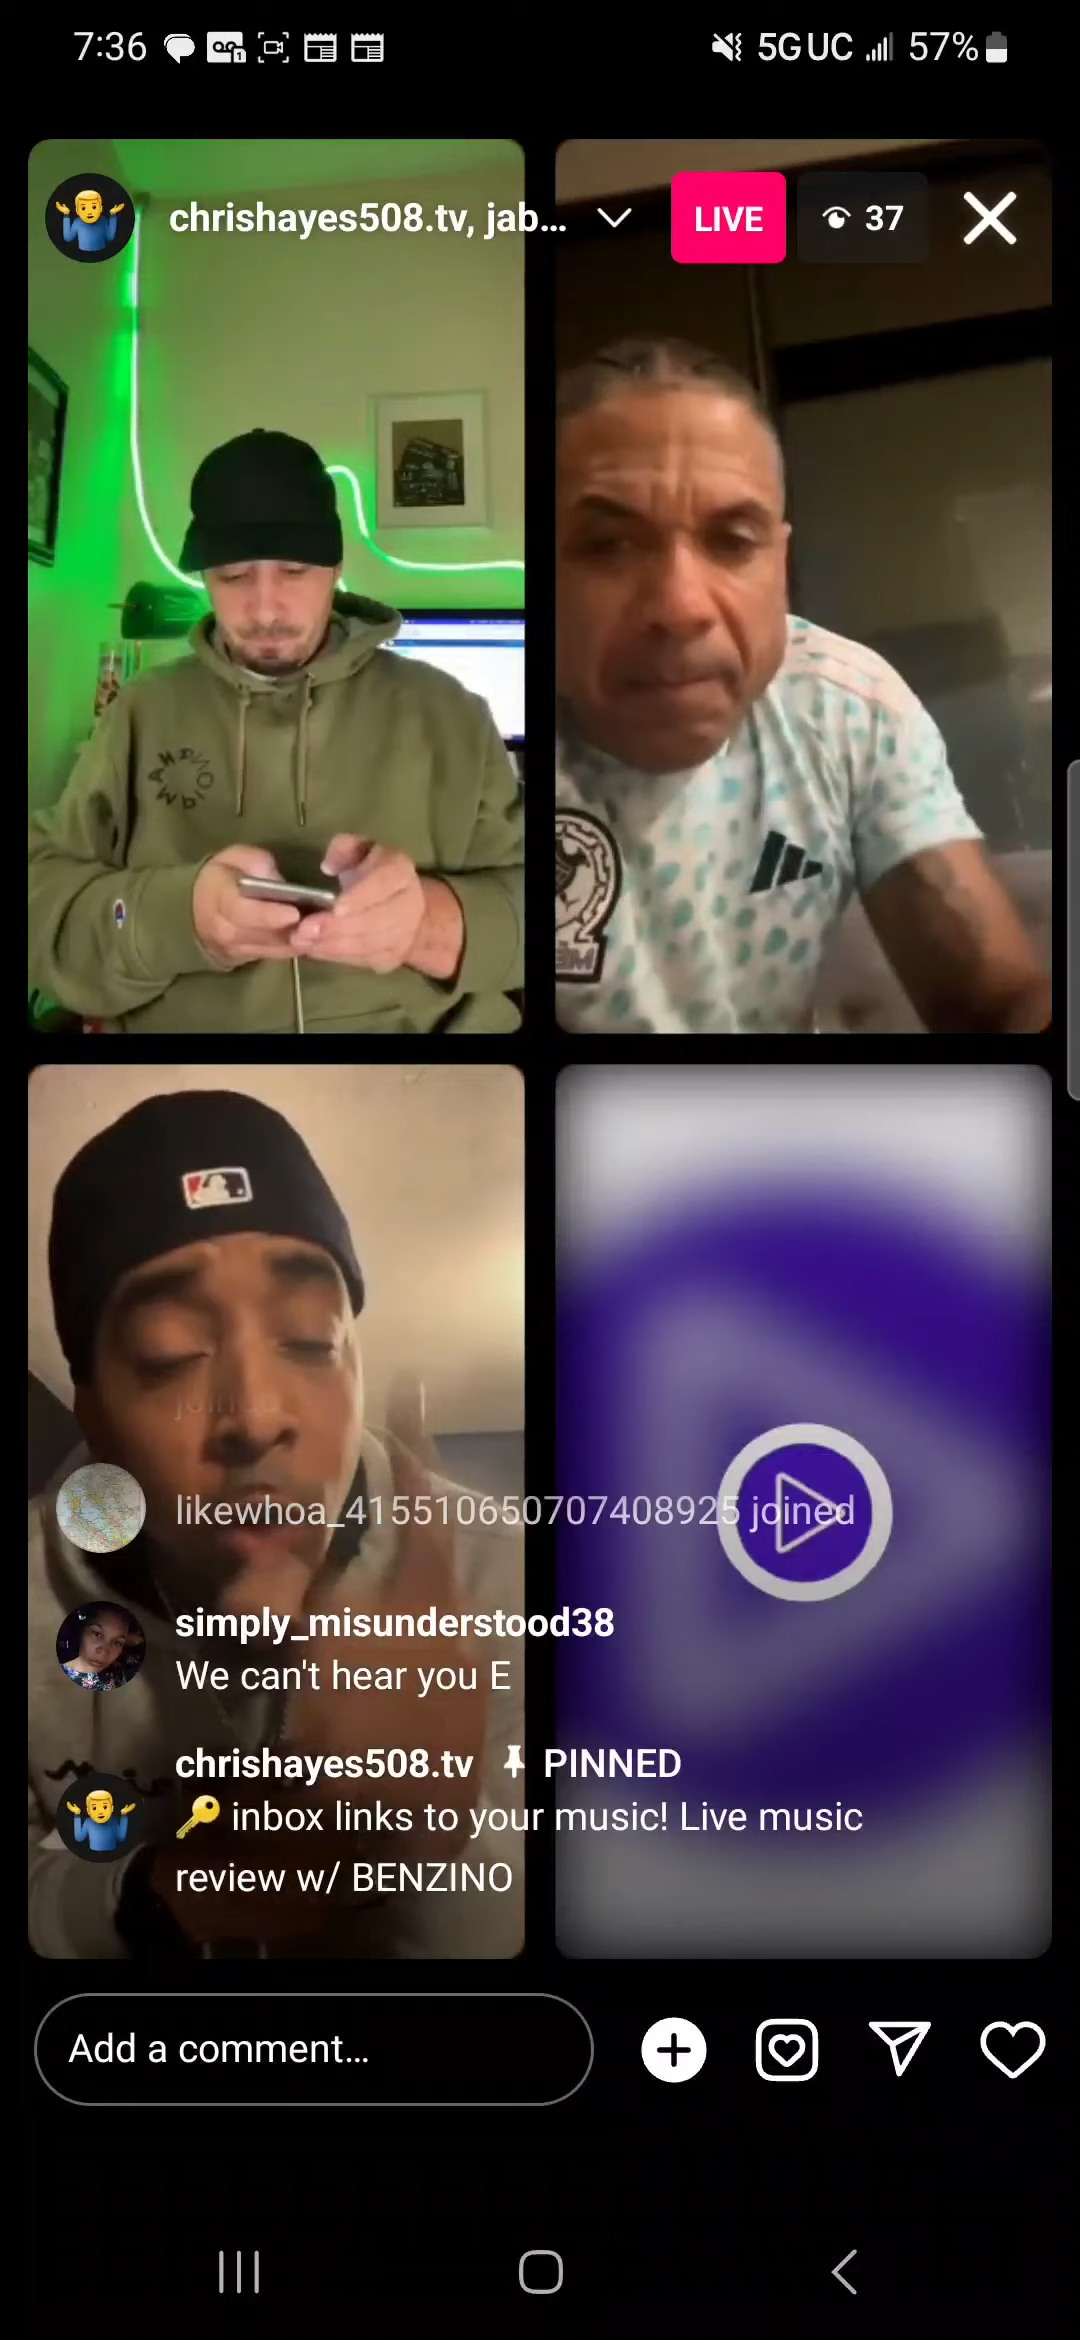 7:36
5G UC
57%
chrishayes508.tv, jab...
LIVE
37
joined
likewhoa_415510650707408925 joined
simply_misunderstood38
We can't hear you E
chrishayes508.tv PINNED
🔑 inbox links to your music! Live music
review w/ BENZINO
Add a comment...